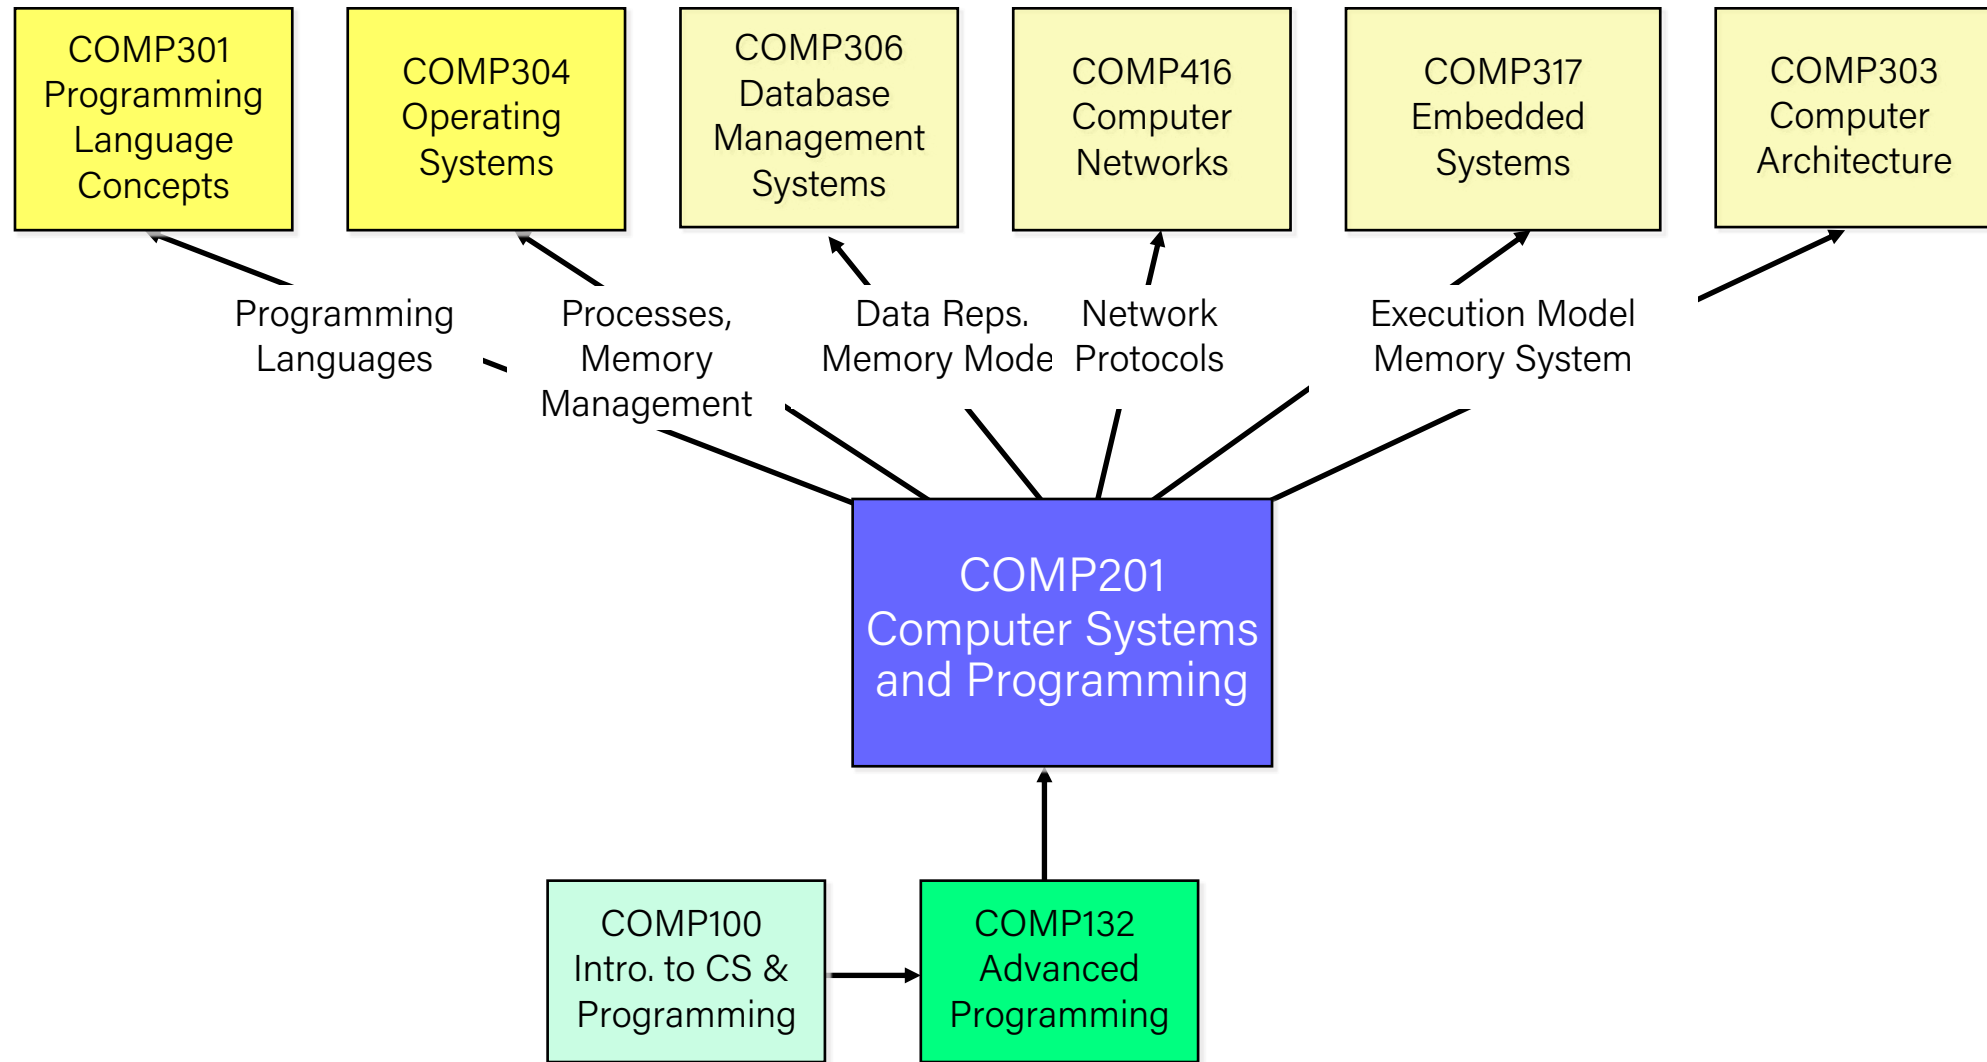 COMP301
Programming
Language
Concepts
COMP304
Operating
Systems
COMP306
Database
Management
Systems
COMP416
Computer
Networks
COMP317
Embedded
Systems
COMP303
Computer
Architecture
Programming
Languages
Processes,
Memory
Management
Data Reps.
Memory Mode
Network
Protocols
Execution Model
Memory System
COMP201
Computer Systems
and Programming
COMP100
Intro. to CS &
Programming
COMP132
Advanced
Programming